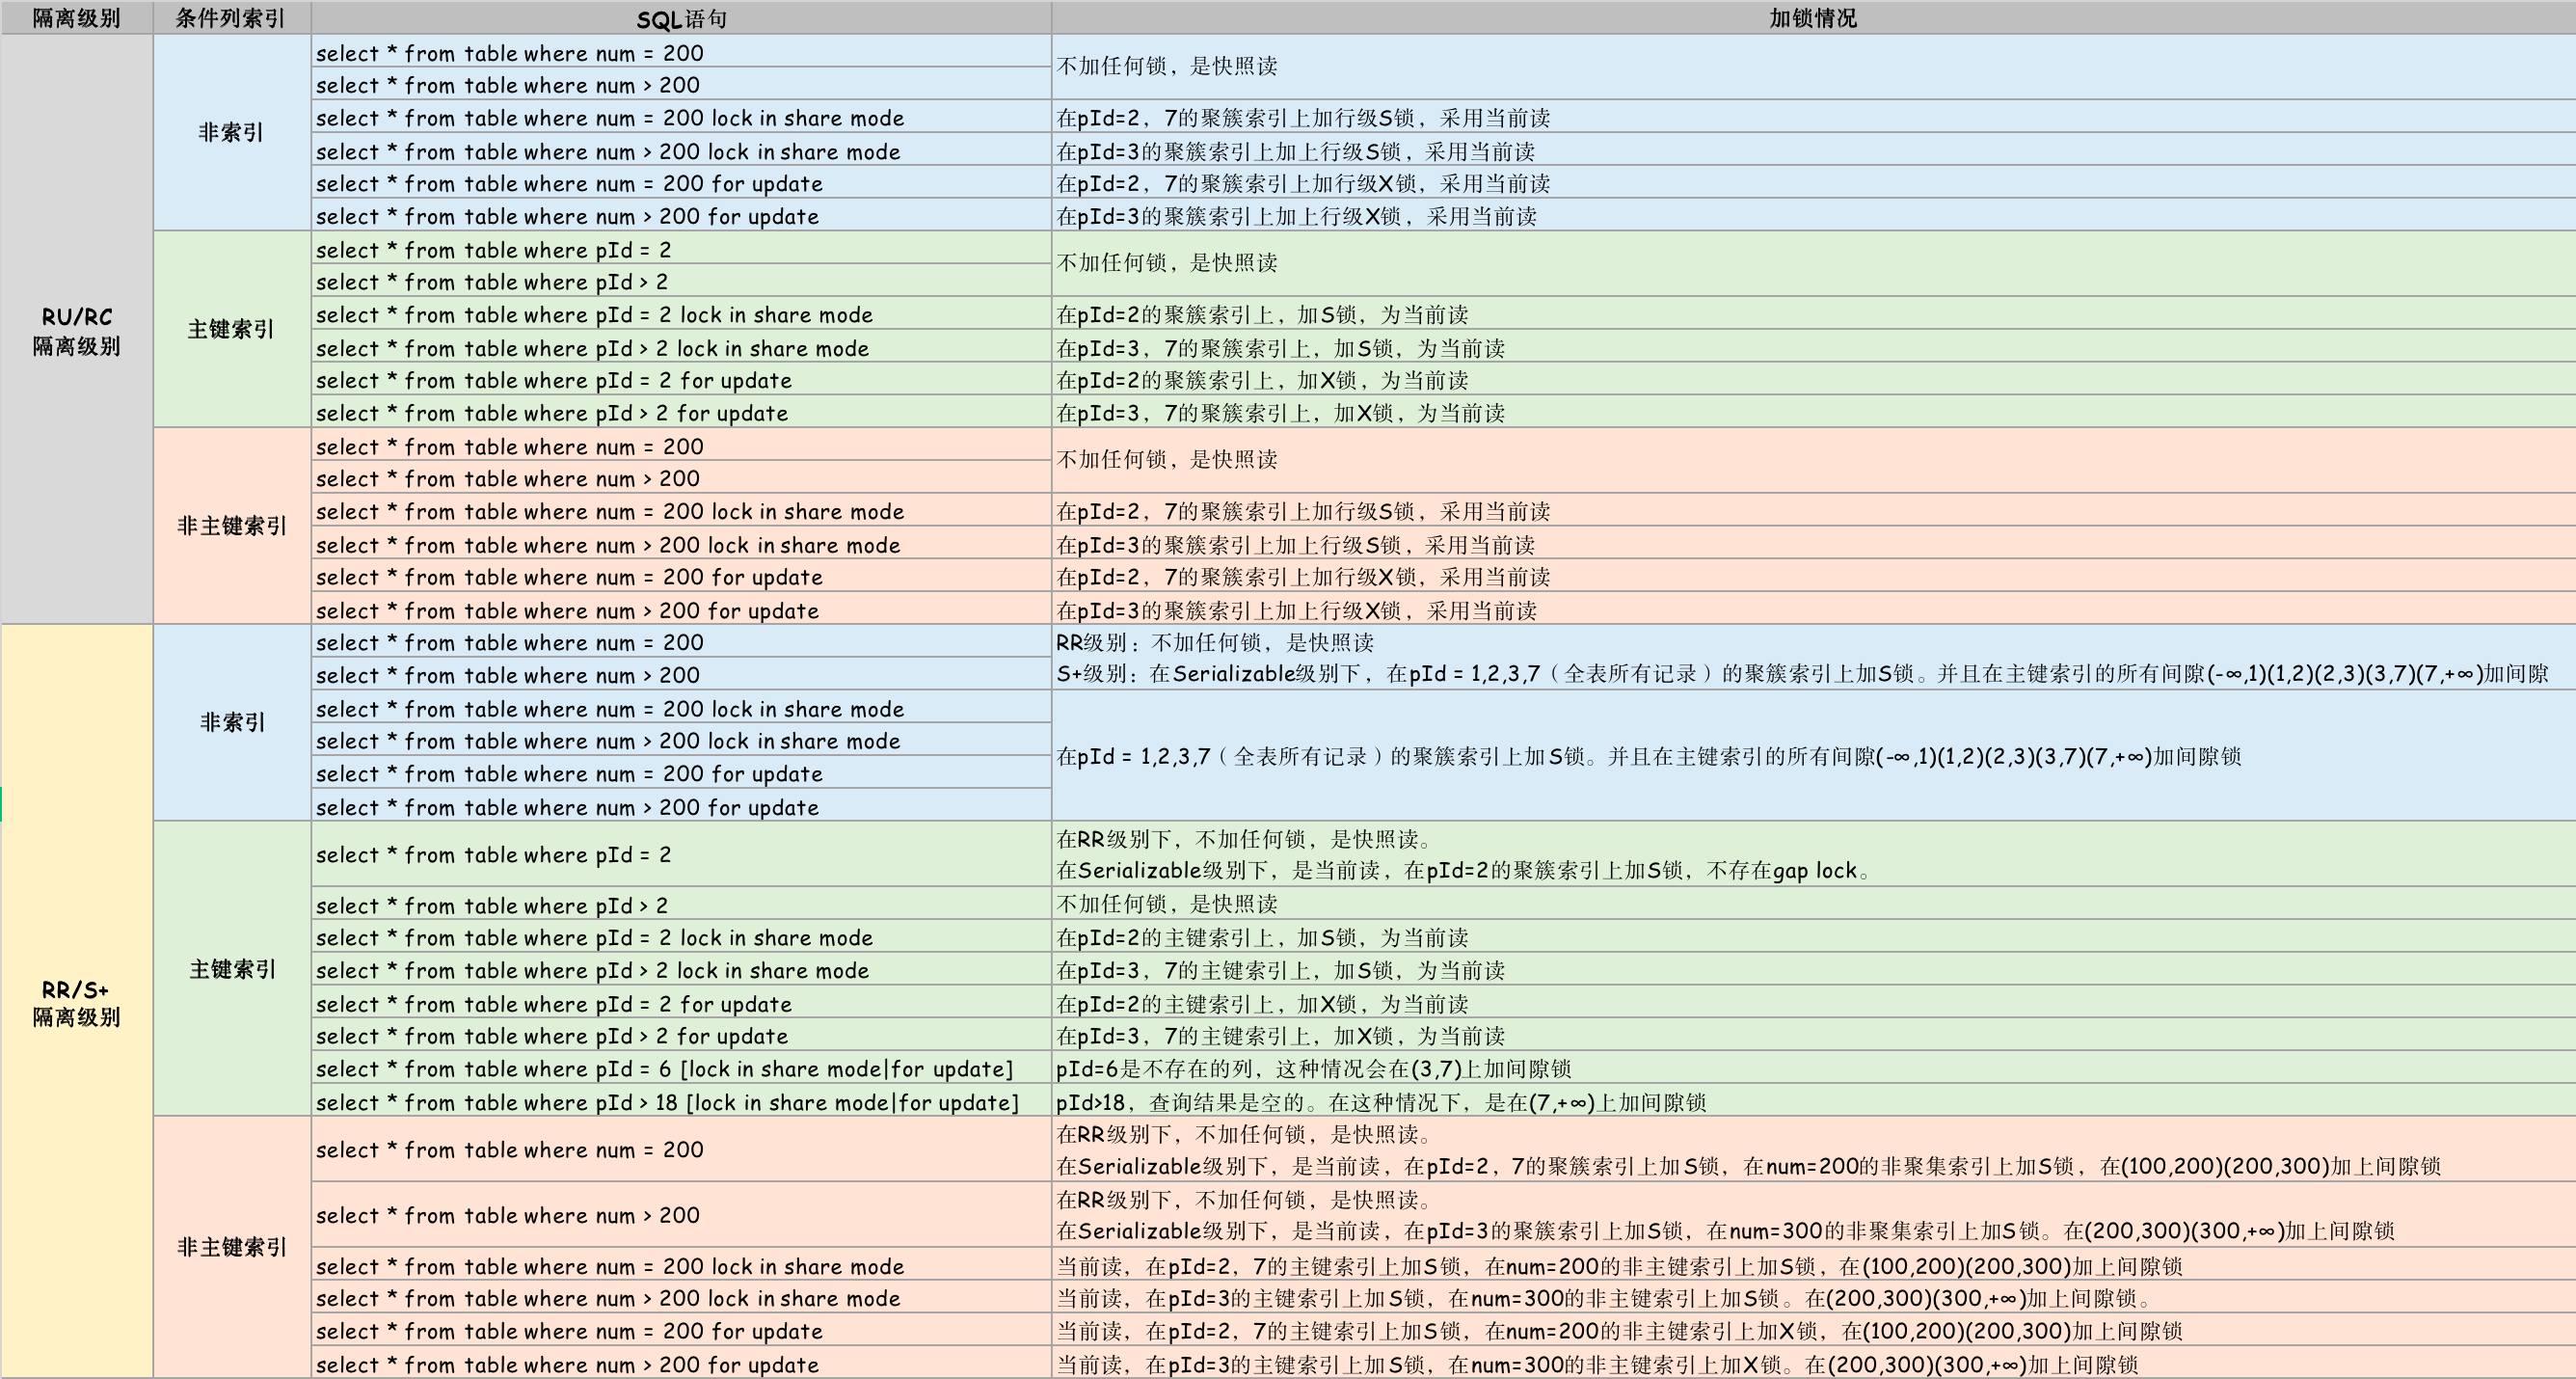 隔离级别 条件列索引 SQL语句 加锁情况
RU/RC
隔离级别
非索引
select * from table where num = 200
select * from table where num > 200
不加任何锁，是快照读
select * from table where num = 200 lock in share mode 在pId=2，7的聚簇索引上加行级S锁，采用当前读
select * from table where num > 200 lock in share mode 在pId=3的聚簇索引上加上行级S锁，采用当前读
select * from table where num = 200 for update 在pId=2，7的聚簇索引上加行级X锁，采用当前读
select * from table where num > 200 for update 在pId=3的聚簇索引上加上行级X锁，采用当前读
主键索引
select * from table where pId = 2
select * from table where pId > 2
不加任何锁，是快照读
select * from table where pId = 2 lock in share mode 在pId=2的聚簇索引上，加S锁，为当前读
select * from table where pId > 2 lock in share mode 在pId=3，7的聚簇索引上，加S锁，为当前读
select * from table where pId = 2 for update 在pId=2的聚簇索引上，加X锁，为当前读
select * from table where pId > 2 for update 在pId=3，7的聚簇索引上，加X锁，为当前读
非主键索引
select * from table where num = 200
select * from table where num > 200
不加任何锁，是快照读
select * from table where num = 200 lock in share mode 在pId=2，7的聚簇索引上加行级S锁，采用当前读
select * from table where num > 200 lock in share mode 在pId=3的聚簇索引上加上行级S锁，采用当前读
select * from table where num = 200 for update 在pId=2，7的聚簇索引上加行级X锁，采用当前读
select * from table where num > 200 for update 在pId=3的聚簇索引上加上行级X锁，采用当前读
RR/S+
隔离级别
非索引
select * from table where num = 200
select * from table where num > 200
RR级别：不加任何锁，是快照读
S+级别：在Serializable级别下，在pId = 1,2,3,7（全表所有记录）的聚簇索引上加S锁。并且在主键索引的所有间隙(-∞,1)(1,2)(2,3)(3,7)(7,+∞)加间隙
select * from table where num = 200 lock in share mode
select * from table where num > 200 lock in share mode
select * from table where num = 200 for update
select * from table where num > 200 for update
在pId = 1,2,3,7（全表所有记录）的聚簇索引上加S锁。并且在主键索引的所有间隙(-∞,1)(1,2)(2,3)(3,7)(7,+∞)加间隙锁
主键索引
select * from table where pId = 2
在RR级别下，不加任何锁，是快照读。
在Serializable级别下，是当前读，在pId=2的聚簇索引上加S锁，不存在gap lock。
select * from table where pId > 2 不加任何锁，是快照读
select * from table where pId = 2 lock in share mode 在pId=2的主键索引上，加S锁，为当前读
select * from table where pId > 2 lock in share mode 在pId=3，7的主键索引上，加S锁，为当前读
select * from table where pId = 2 for update 在pId=2的主键索引上，加X锁，为当前读
select * from table where pId > 2 for update 在pId=3，7的主键索引上，加X锁，为当前读
select * from table where pId = 6 [lock in share mode|for update] pId=6是不存在的列，这种情况会在(3,7)上加间隙锁
select * from table where pId > 18 [lock in share mode|for update] pId>18，查询结果是空的。在这种情况下，是在(7,+∞)上加间隙锁
非主键索引
select * from table where num = 200
在RR级别下，不加任何锁，是快照读。
在Serializable级别下，是当前读，在pId=2，7的聚簇索引上加S锁，在num=200的非聚集索引上加S锁，在(100,200)(200,300)加上间隙锁
select * from table where num > 200
在RR级别下，不加任何锁，是快照读。
在Serializable级别下，是当前读，在pId=3的聚簇索引上加S锁，在num=300的非聚集索引上加S锁。在(200,300)(300,+∞)加上间隙锁
select * from table where num = 200 lock in share mode 当前读，在pId=2，7的主键索引上加S锁，在num=200的非主键索引上加S锁，在(100,200)(200,300)加上间隙锁
select * from table where num > 200 lock in share mode 当前读，在pId=3的主键索引上加S锁，在num=300的非主键索引上加S锁。在(200,300)(300,+∞)加上间隙锁。
select * from table where num = 200 for update 当前读，在pId=2，7的主键索引上加S锁，在num=200的非主键索引上加X锁，在(100,200)(200,300)加上间隙锁
select * from table where num > 200 for update 当前读，在pId=3的主键索引上加S锁，在num=300的非主键索引上加X锁。在(200,300)(300,+∞)加上间隙锁